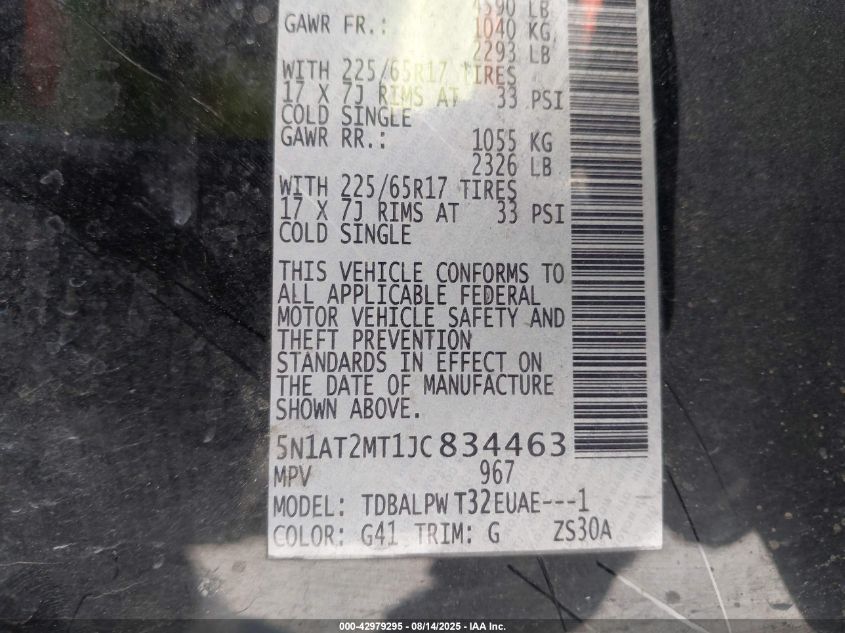 4590 LB
GAWR FR.: 1040 KG
2293 LB
WITH 225/65R17 TIRES
17 X 7J RIMS AT 33 PSI
COLD SINGLE
GAWR RR.: 1055 KG
2326 LB
WITH 225/65R17 TIRES
17 X 7J RIMS AT 33 PSI
COLD SINGLE
THIS VEHICLE CONFORMS TO
ALL APPLICABLE FEDERAL
MOTOR VEHICLE SAFETY AND
THEFT PREVENTION
STANDARDS IN EFFECT ON
THE DATE OF MANUFACTURE
SHOWN ABOVE.
5N1AT2MT1JC834463
MPV 967
MODEL: TDBALPW T32EUAE---1
COLOR: G41 TRIM: G ZS30A
000-42979295 - 08/14/2025 - IAA Inc.